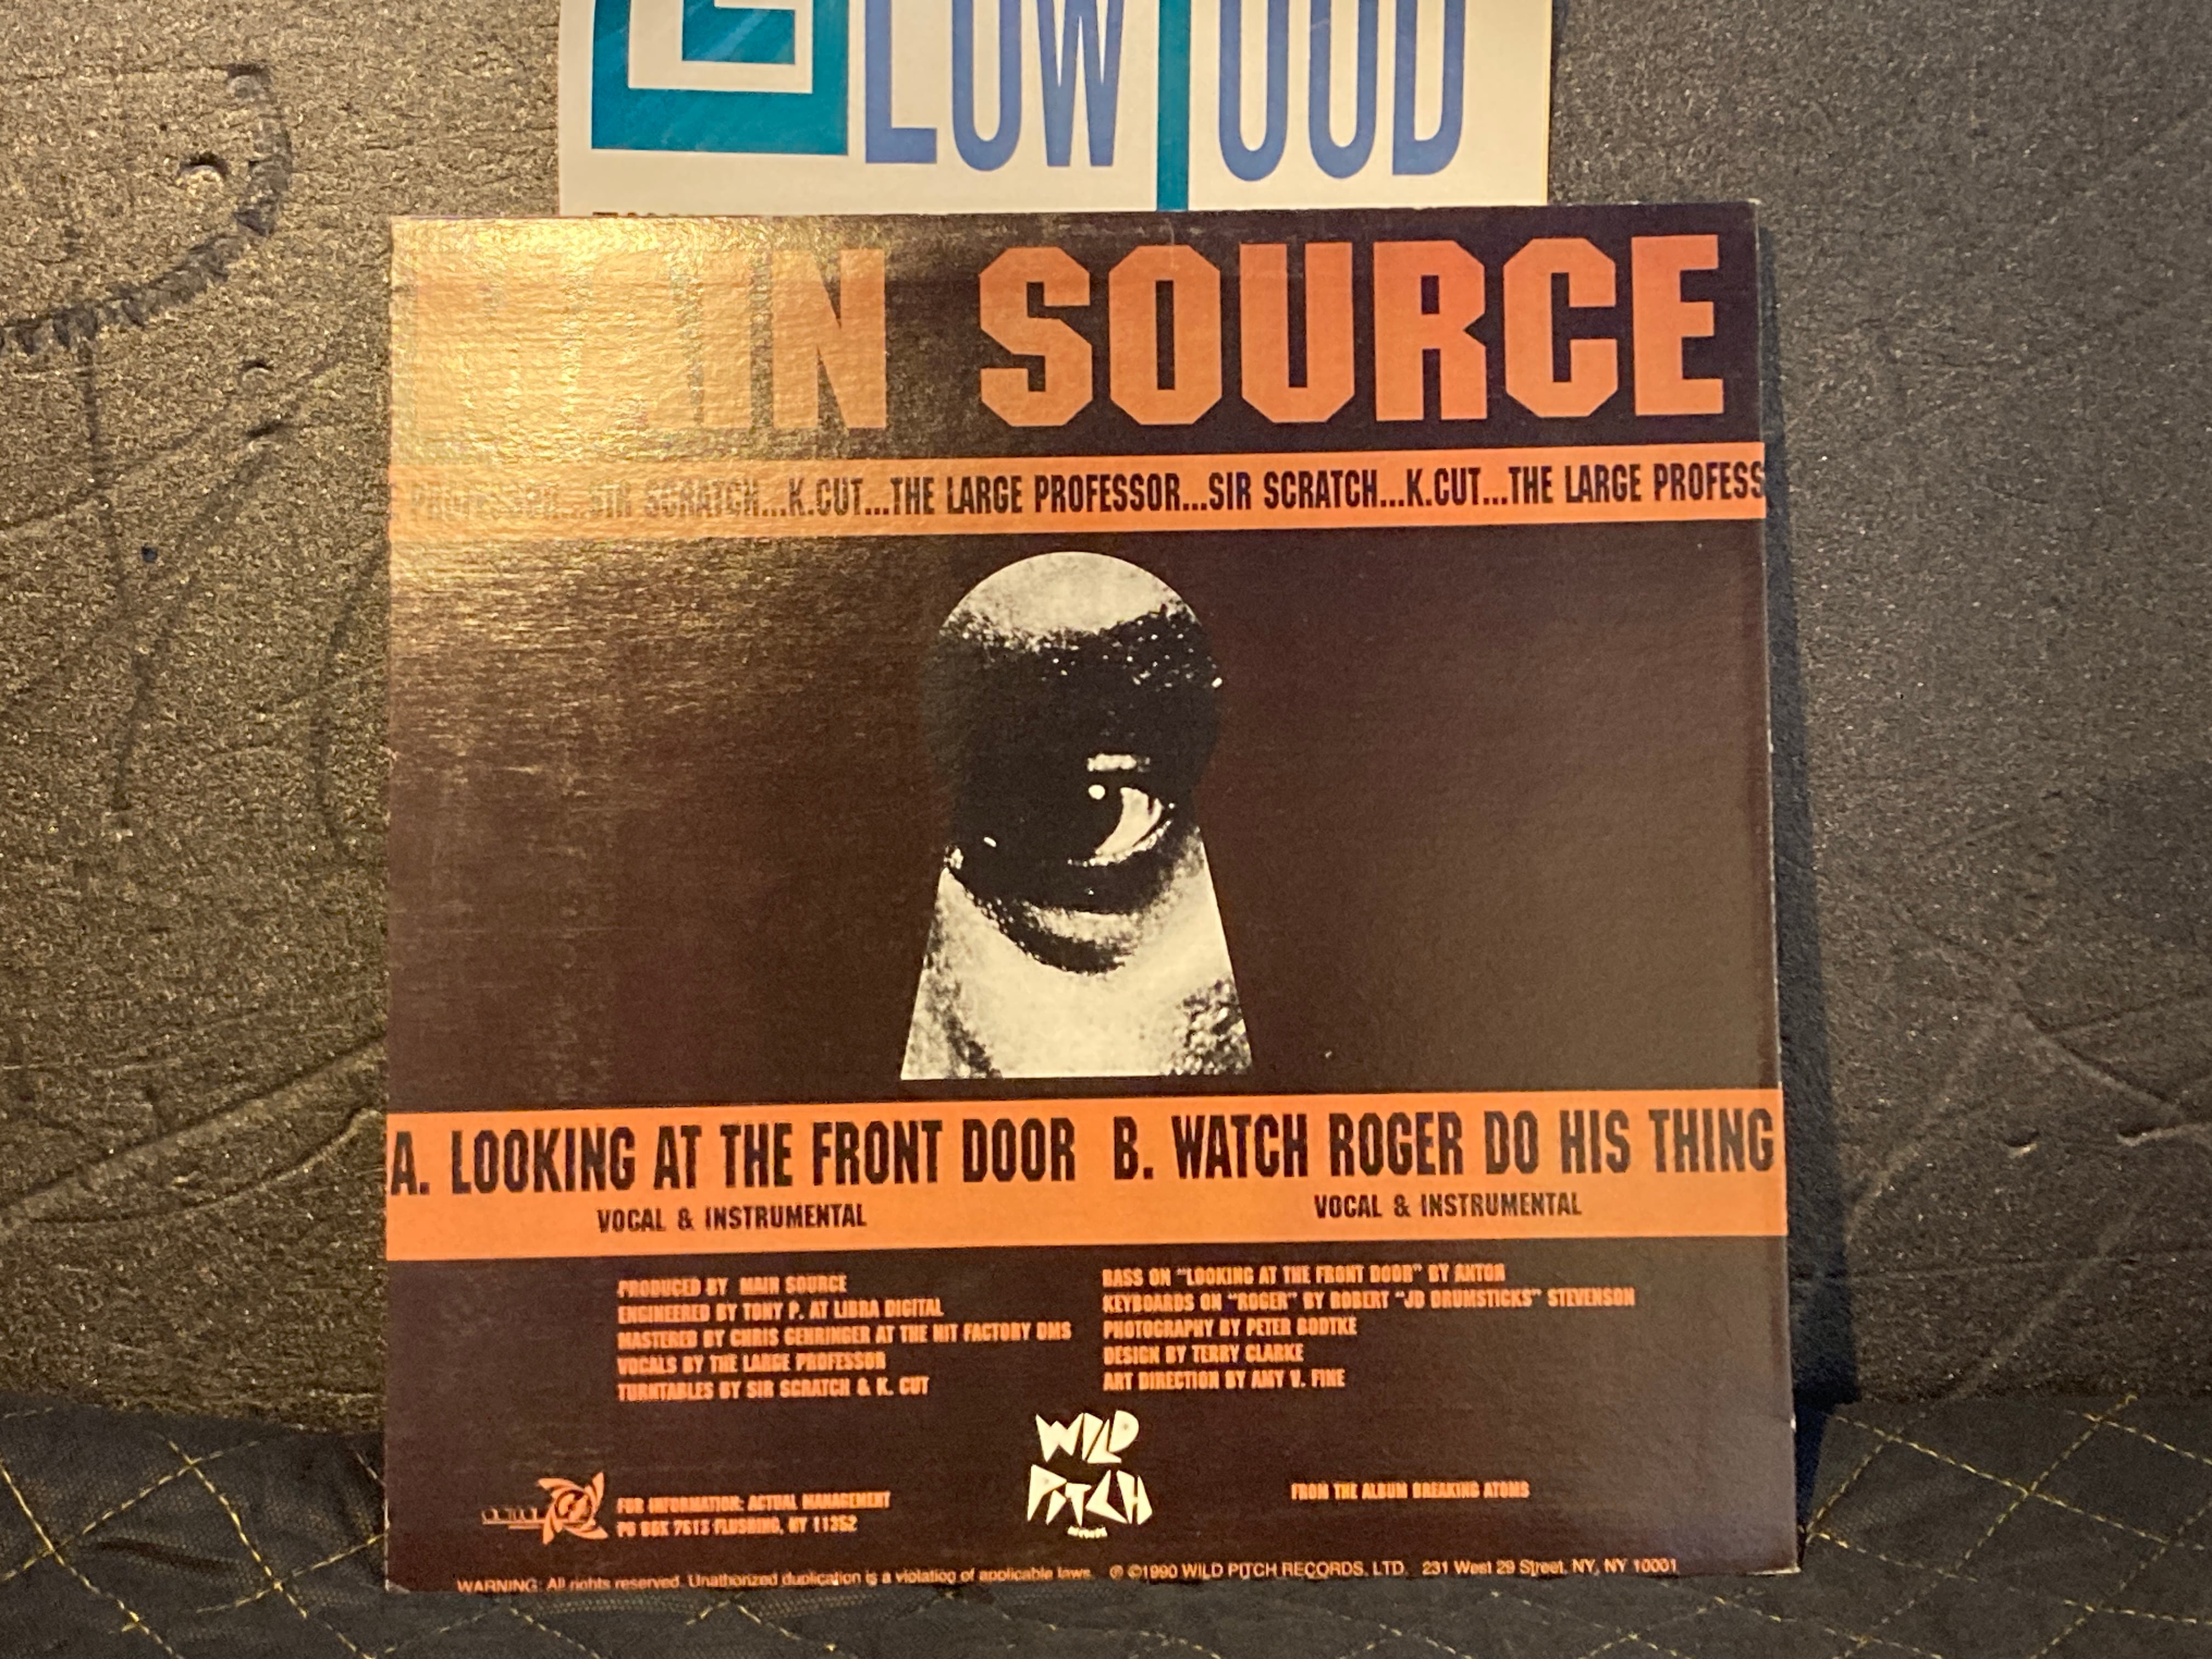 LOW
OOD
IN SOURCE
PROFESSOR...SIR SCRATCH...K.CUT...THE LARGE PROFESSOR...SIR SCRATCH...K.CUT...THE LARGE PROFESS
A. LOOKING AT THE FRONT DOOR B. WATCH ROGER DO HIS THING
VOCAL & INSTRUMENTAL
VOCAL & INSTRUMENTAL
PRODUCED BY MAIN SOURCE
ENGINEERED BY TONY P. AT LIBRA DIGITAL
MASTERED BY CHRIS GEHRINGER AT THE HIT FACTORY DMS
VOCALS BY THE LARGE PROFESSOR
TURNTABLES BY SIR SCRATCH & K. CUT
BASS ON "LOOKING AT THE FRONT DOOR" BY ANTON
KEYBOARDS ON "ROGER" BY ROBERT "JD DRUMSTICKS" STEVENSON
PHOTOGRAPHY BY PETER BODTKE
DESIGN BY TERRY CLARKE
ART DIRECTION BY AMY V. FINE
WILD
PITCH
RECORDS
FOR INFORMATION: ACTUAL MANAGEMENT
PO BOX 7613 FLUSHING, NY 11352
FROM THE ALBUM BREAKING ATOMS
WARNING: All rights reserved. Unathorized duplication is a violation of applicable laws. ℗ ©1990 WILD PITCH RECORDS, LTD. 231 West 29 Street, NY, NY 10001